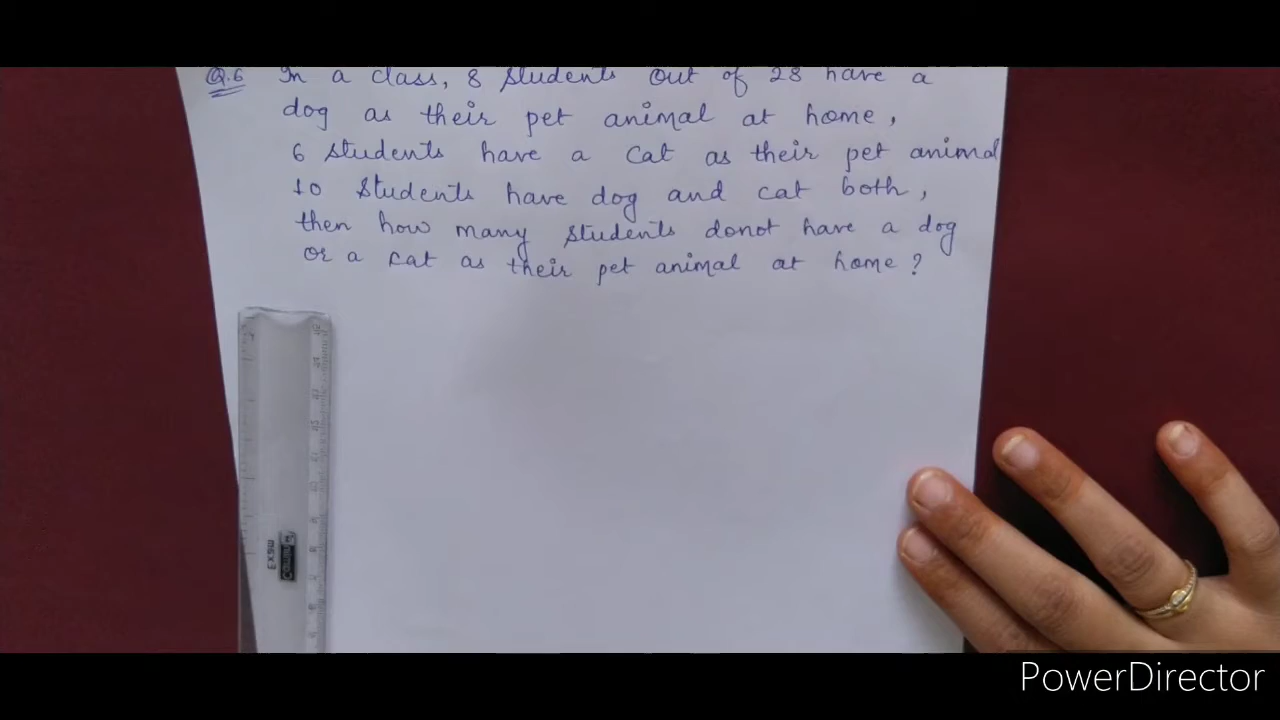 Q.6 In a class, 8 students out of 28 have a
dog as their pet animal at home,
6 students have a cat as their pet animal
10 students have dog and cat both,
then how many students donot have a dog
or a cat as their pet animal at home?
PowerDirector